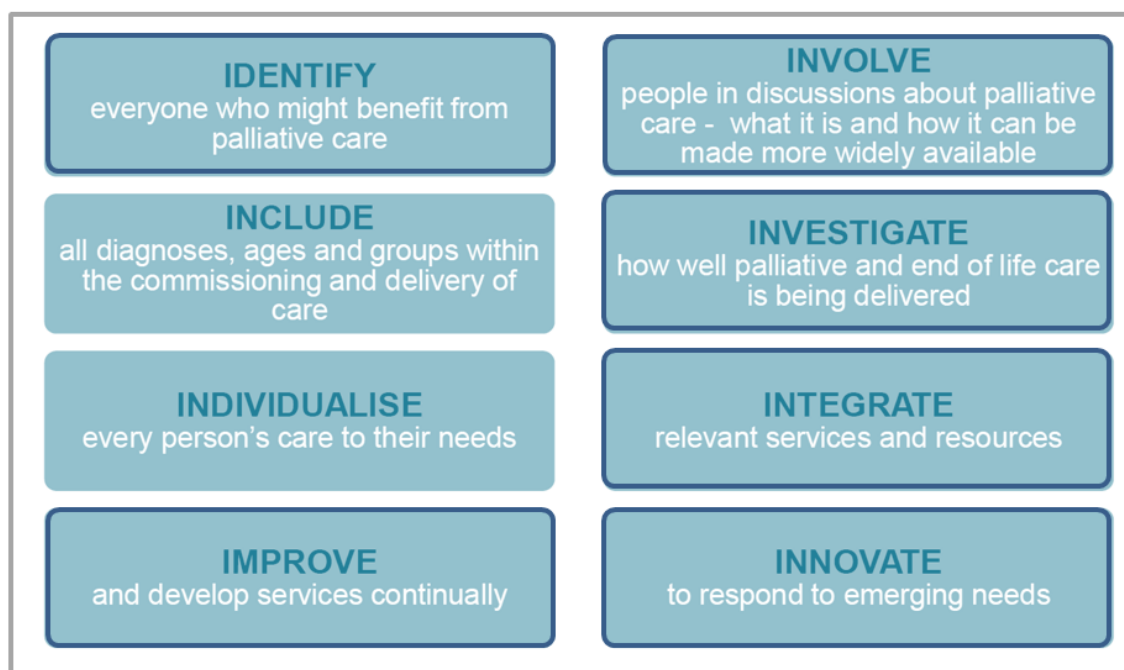 IDENTIFY
everyone who might benefit from
palliative care
INVOLVE
people in discussions about palliative
care -  what it is and how it can be
made more widely available
INCLUDE
all diagnoses, ages and groups within
the commissioning and delivery of
care
INVESTIGATE
how well palliative and end of life care
is being delivered
INDIVIDUALISE
every person’s care to their needs
INTEGRATE
relevant services and resources
IMPROVE
and develop services continually
INNOVATE
to respond to emerging needs